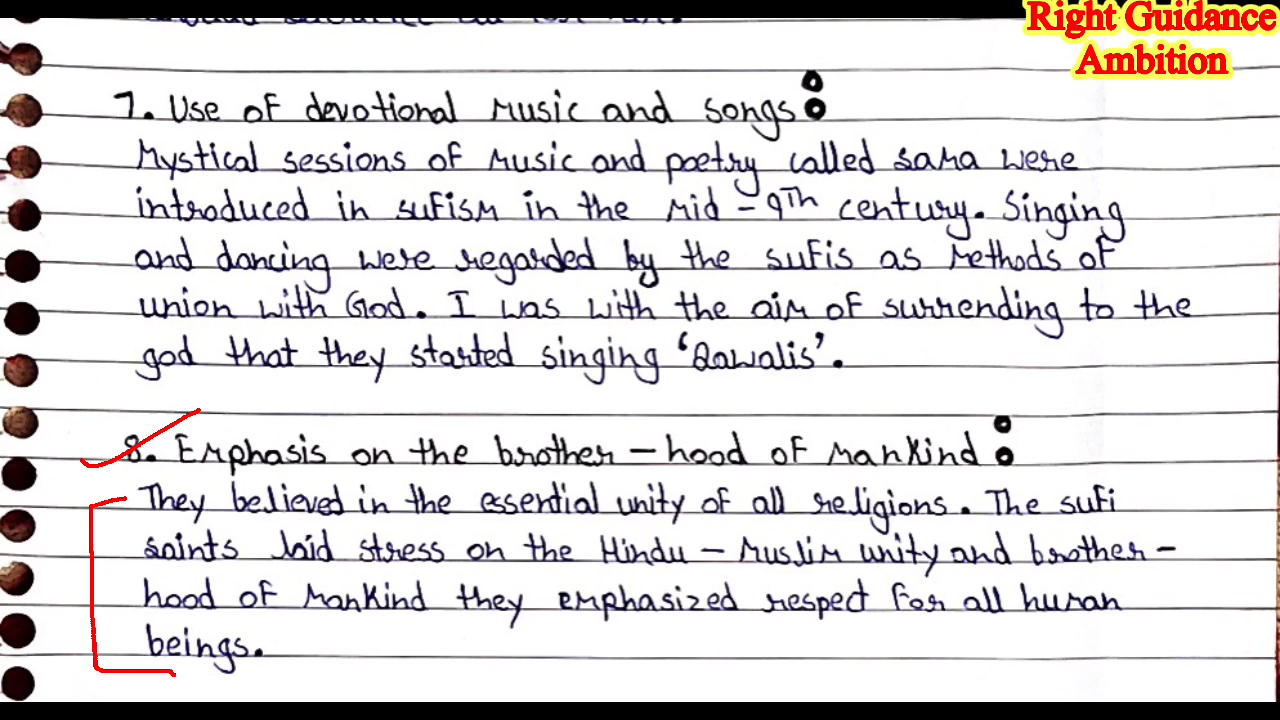 Right Guidance
Ambition
7. Use of devotional music and songs:
Mystical sessions of music and poetry called sama were
introduced in sufism in the mid - 9th century. Singing
and dancing were regarded by the sufis as methods of
union with God. I was with the aim of surrending to the
god that they started singing 'Qawalis'.
8. Emphasis on the brother - hood of mankind:
They believed in the essential unity of all religions. The sufi
saints laid stress on the Hindu - Muslim unity and brother -
hood of mankind they emphasized respect for all human
beings.